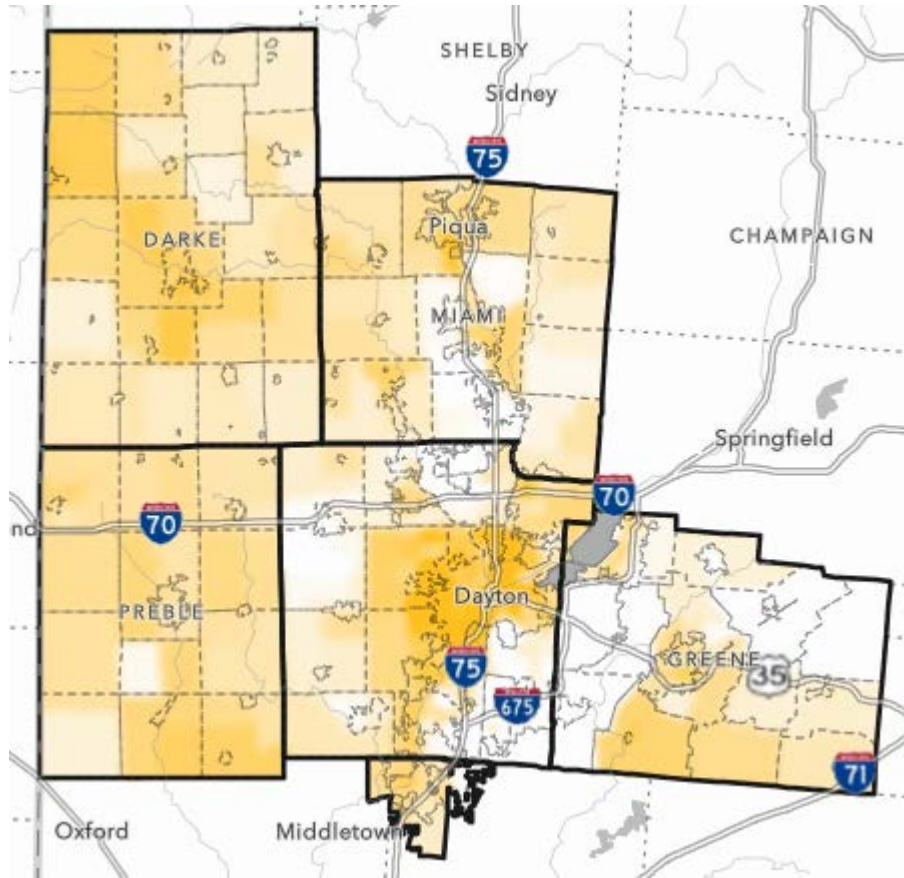 SHELBY
Sidney
75
Piqua
DARKE
CHAMPAIGN
MIAMI
Springfield
70
70
Dayton
PREBLE
GREENE
35
75
675
71
Oxford
Middletown